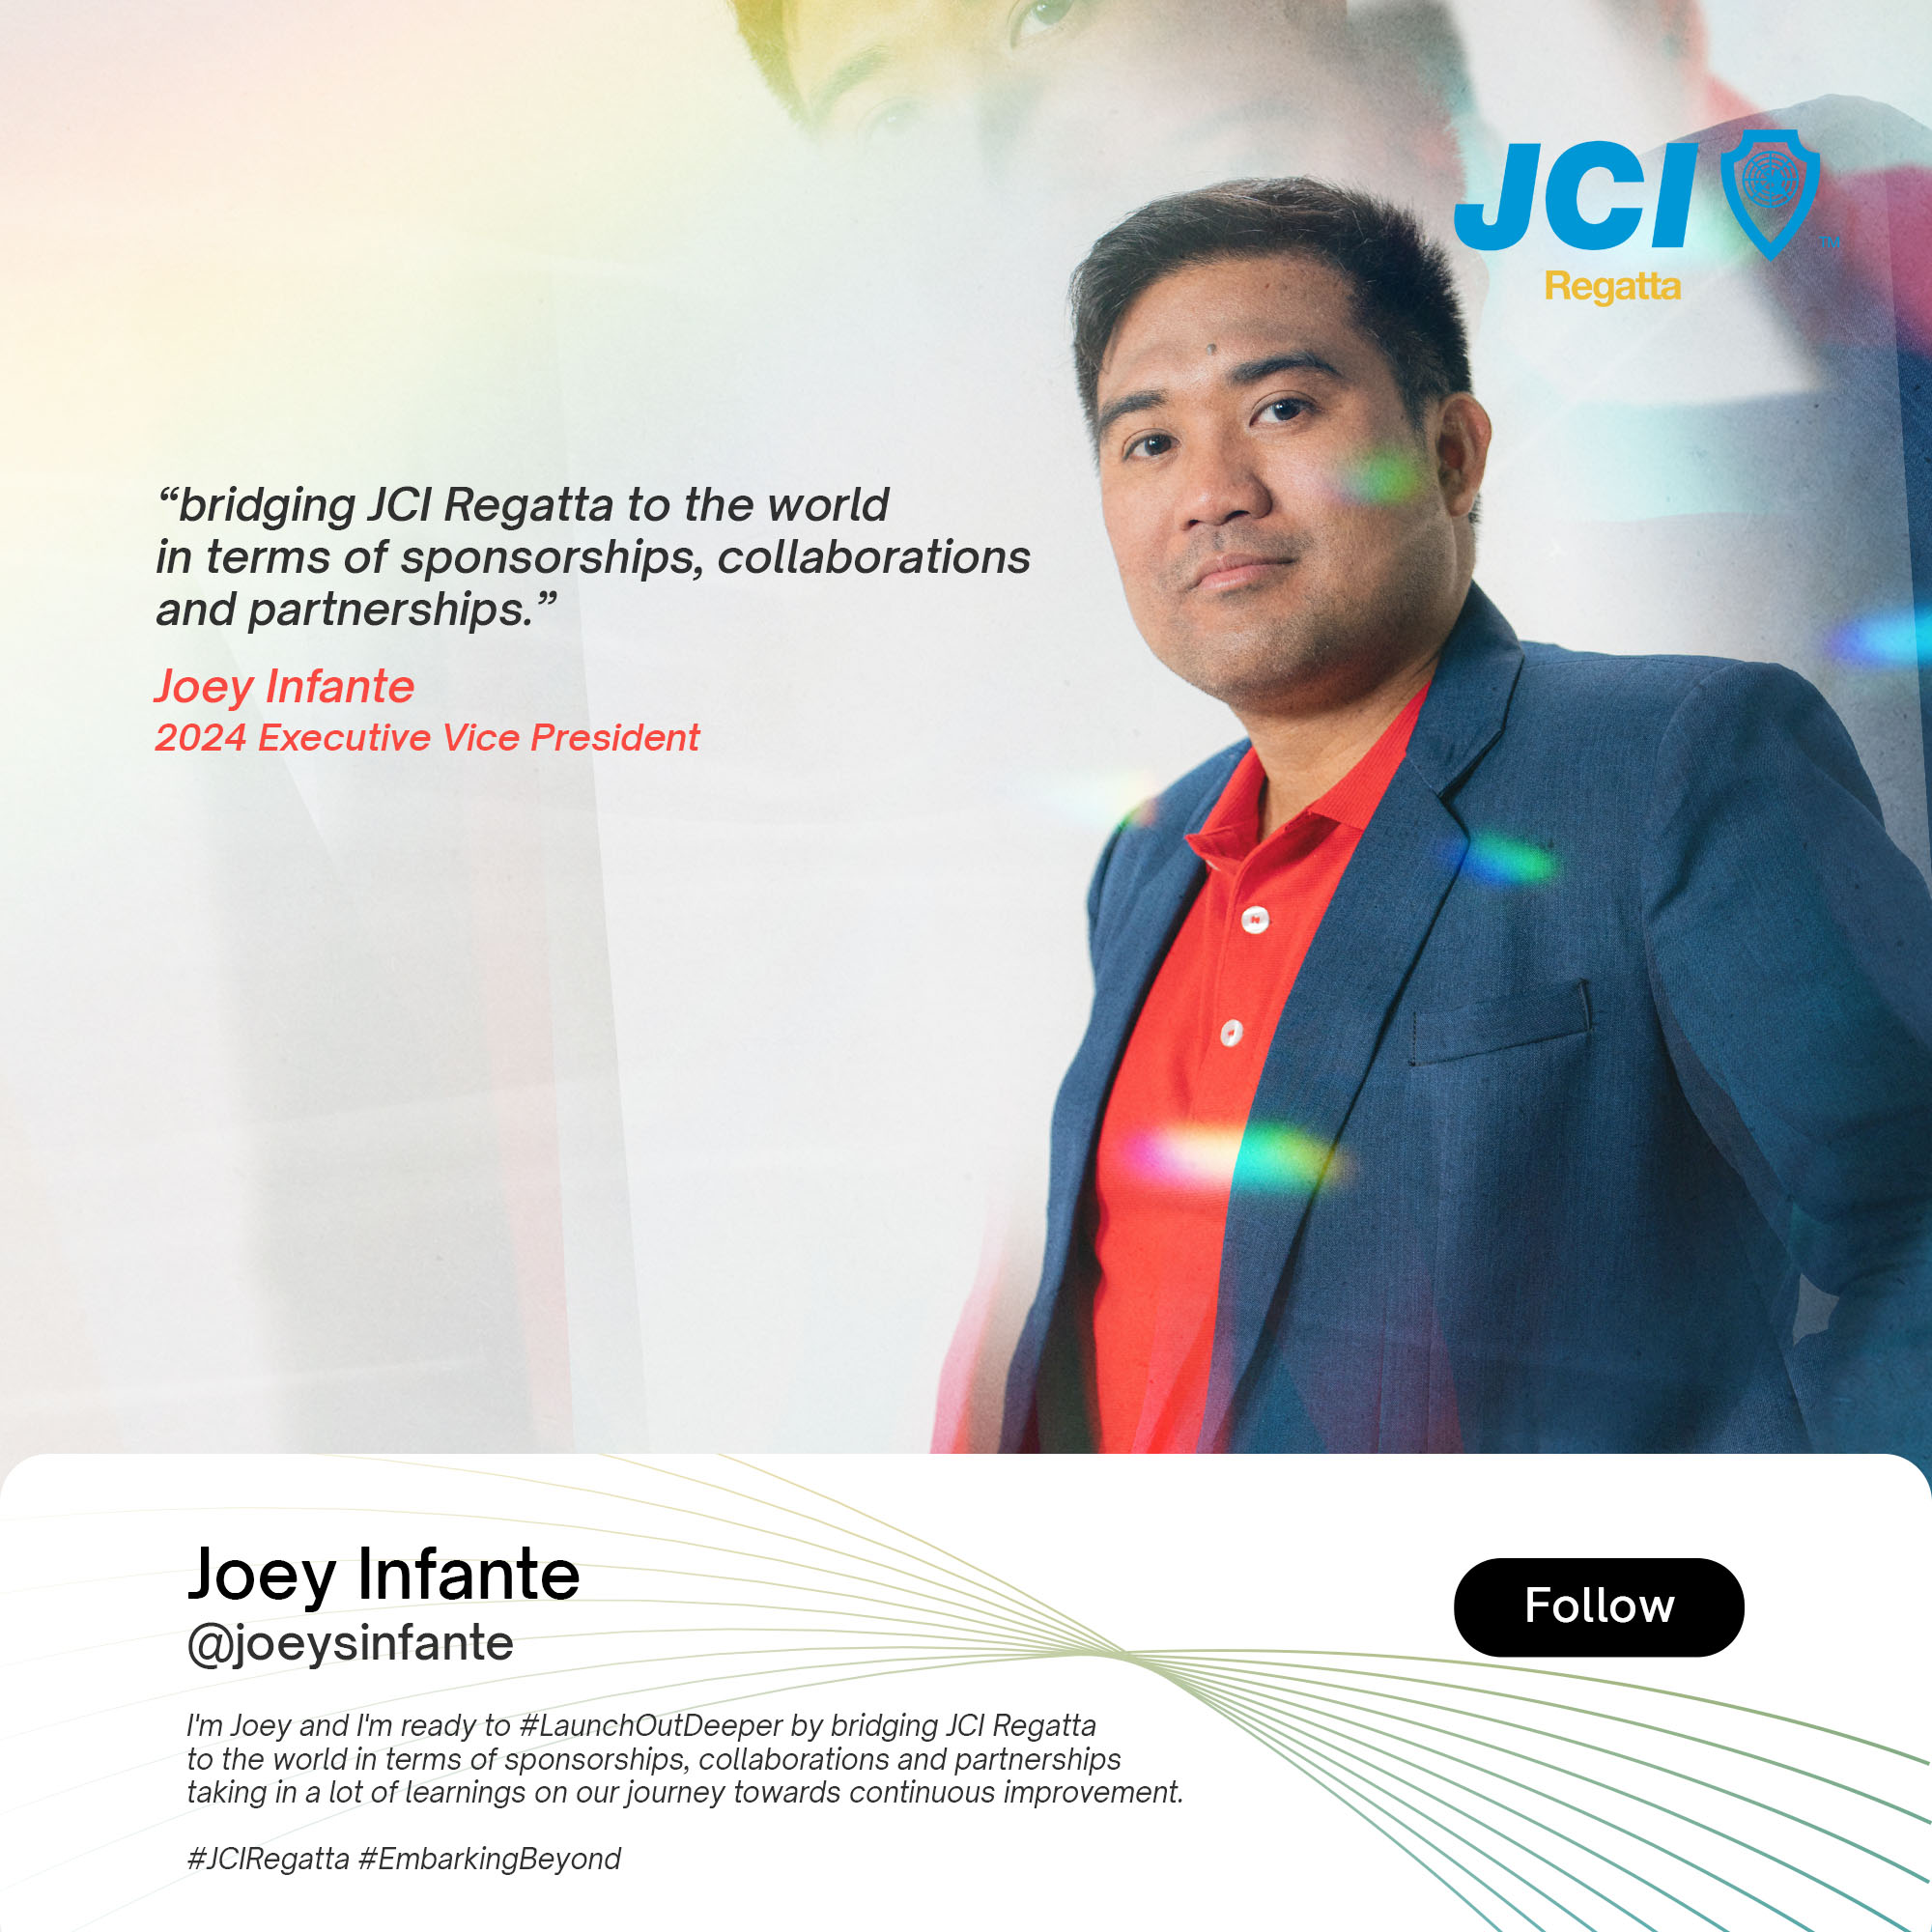 JCI
TM
Regatta
“bridging JCI Regatta to the world
in terms of sponsorships, collaborations
and partnerships.”
Joey Infante
2024 Executive Vice President
Joey Infante
@joeysinfante
Follow
I'm Joey and I'm ready to #LaunchOutDeeper by bridging JCI Regatta
to the world in terms of sponsorships, collaborations and partnerships
taking in a lot of learnings on our journey towards continuous improvement.
#JCIRegatta #EmbarkingBeyond